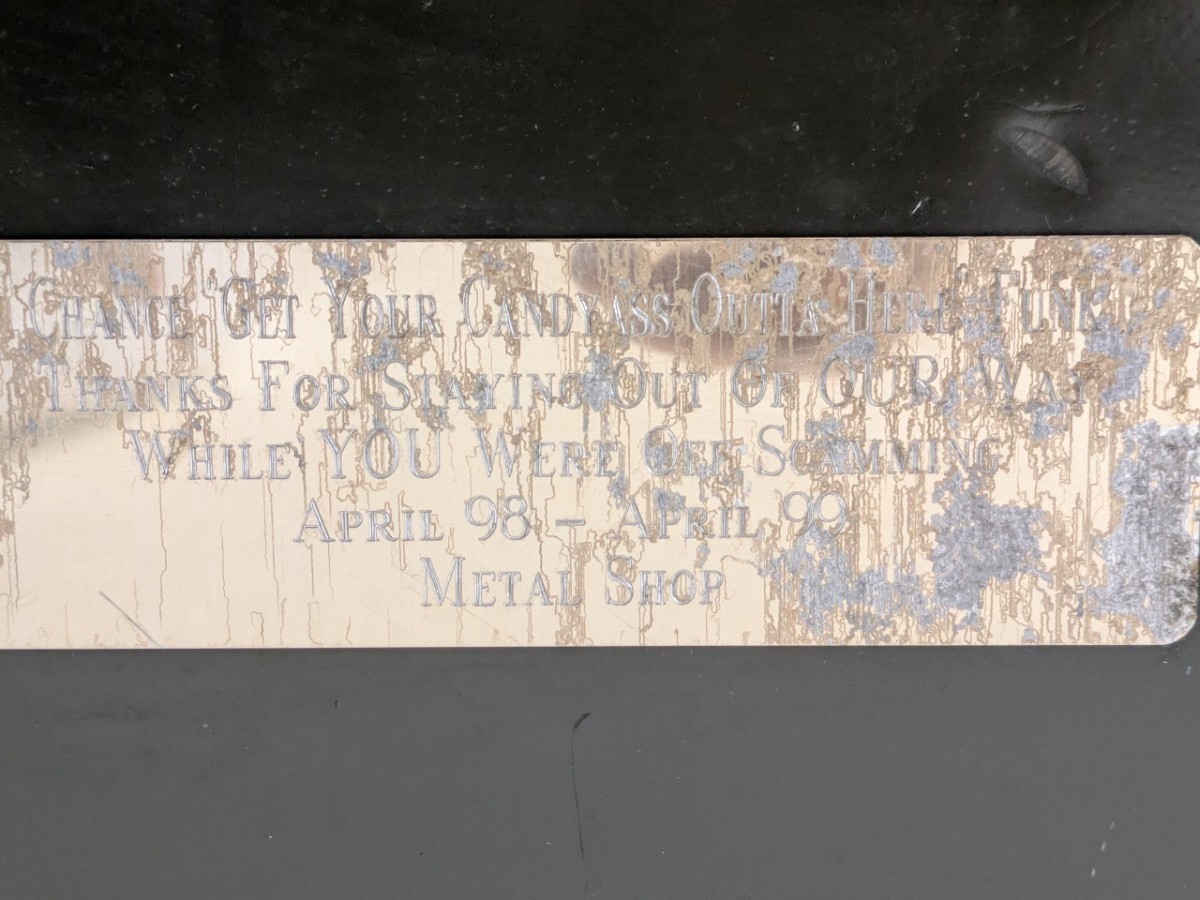 Chance "Get Your Candyass Outta Here" Funk
Thanks For Staying Out Of OUR Way
While YOU Were Off Scamming
April 98 - April 99
Metal Shop